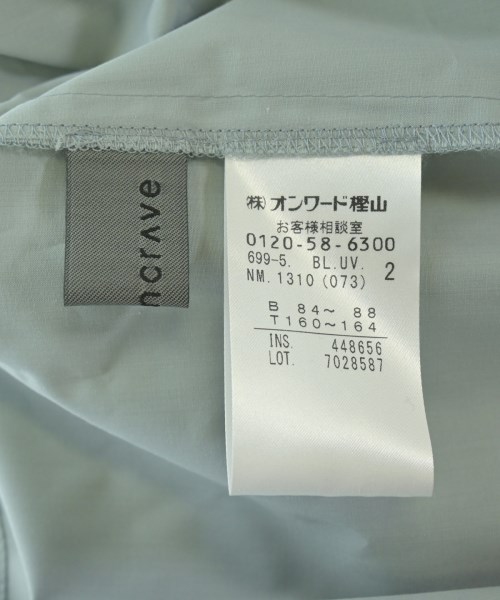 ncrave
㈱オンワード樫山
お客様相談室
0120-58-6300
699-5. BL.UV. 2
NM.1310(073)
B 84〜 88
T160〜164
INS. 448656
LOT. 7028587